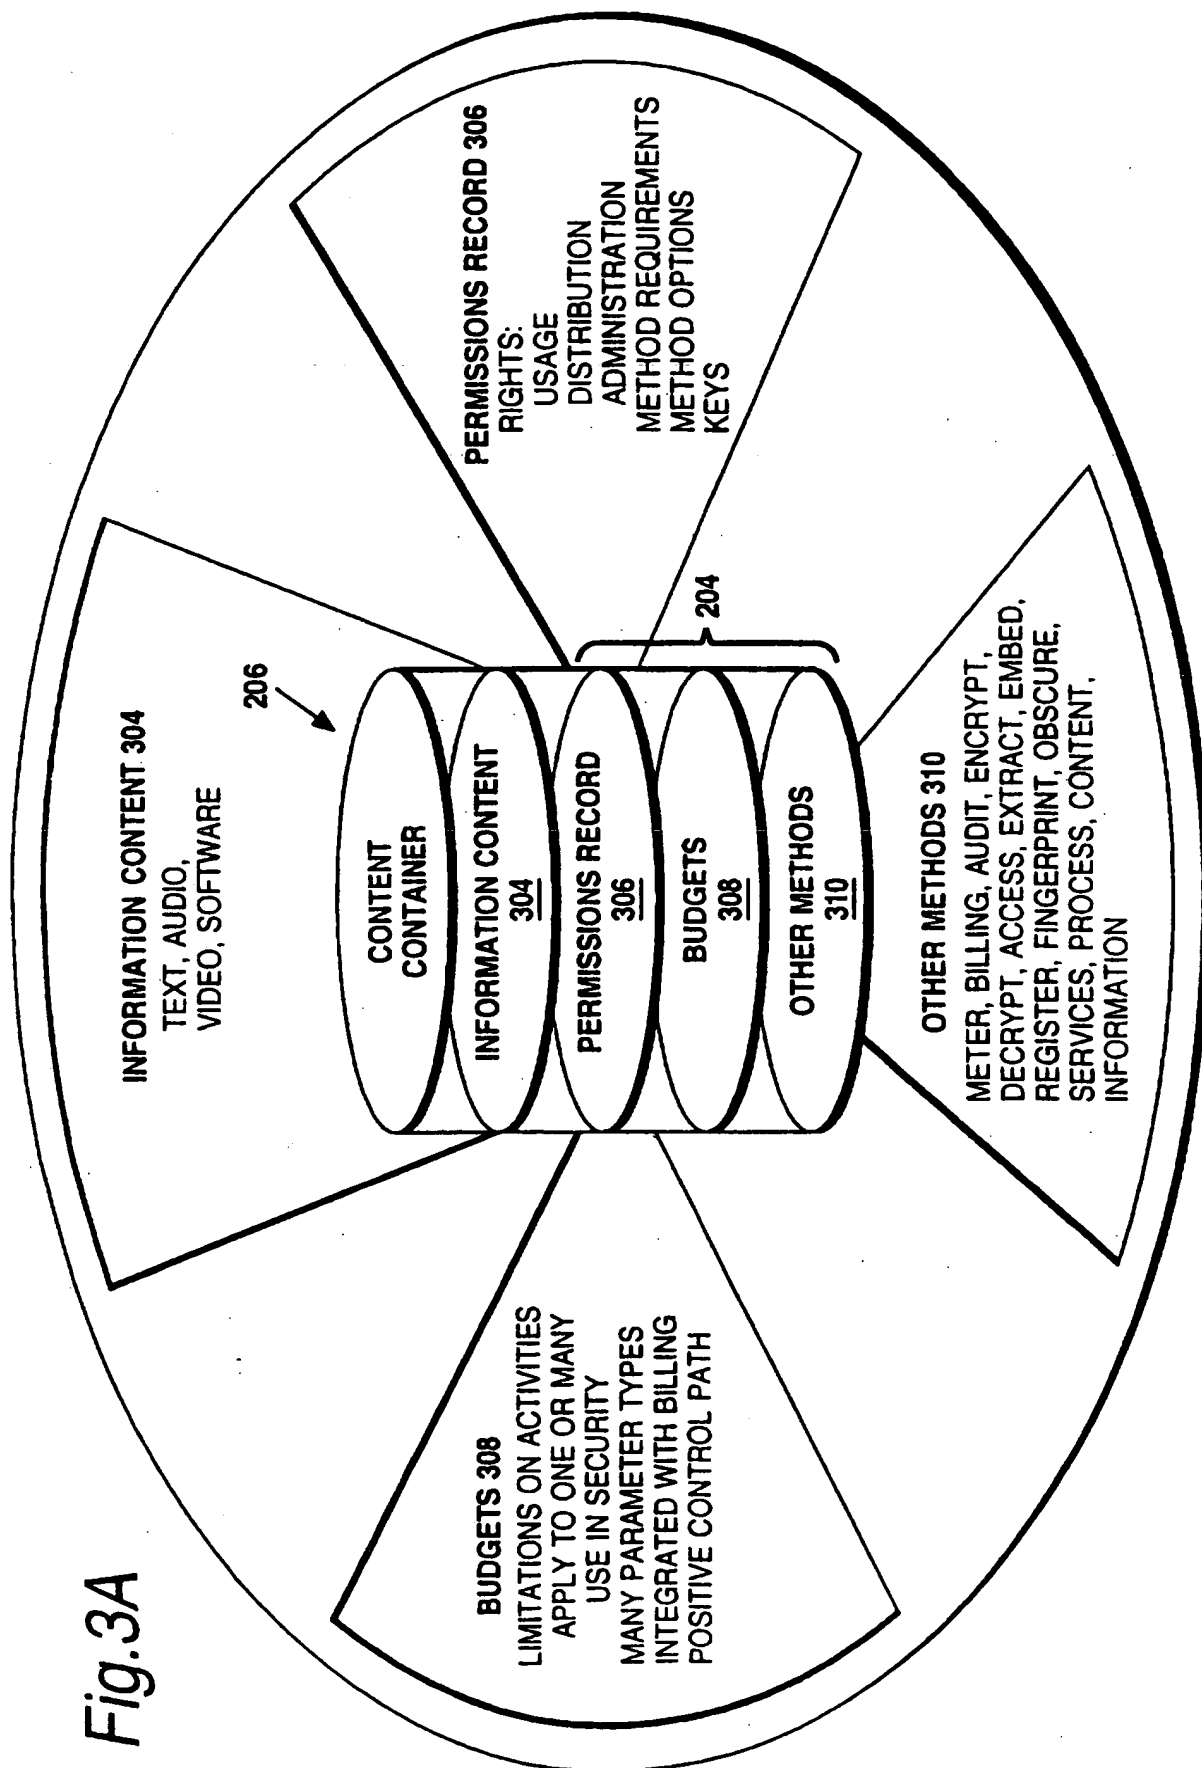 Fig.3A
INFORMATION CONTENT 304
TEXT, AUDIO,
VIDEO, SOFTWARE
206
CONTENT
CONTAINER
INFORMATION CONTENT
304
PERMISSIONS RECORD
306
BUDGETS
308
OTHER METHODS
310
204
BUDGETS 308
LIMITATIONS ON ACTIVITIES
APPLY TO ONE OR MANY
USE IN SECURITY
MANY PARAMETER TYPES
INTEGRATED WITH BILLING
POSITIVE CONTROL PATH
PERMISSIONS RECORD 306
RIGHTS:
USAGE
DISTRIBUTION
ADMINISTRATION
METHOD REQUIREMENTS
METHOD OPTIONS
KEYS
OTHER METHODS 310
METER, BILLING, AUDIT, ENCRYPT,
DECRYPT, ACCESS, EXTRACT, EMBED,
REGISTER, FINGERPRINT, OBSCURE,
SERVICES, PROCESS, CONTENT,
INFORMATION